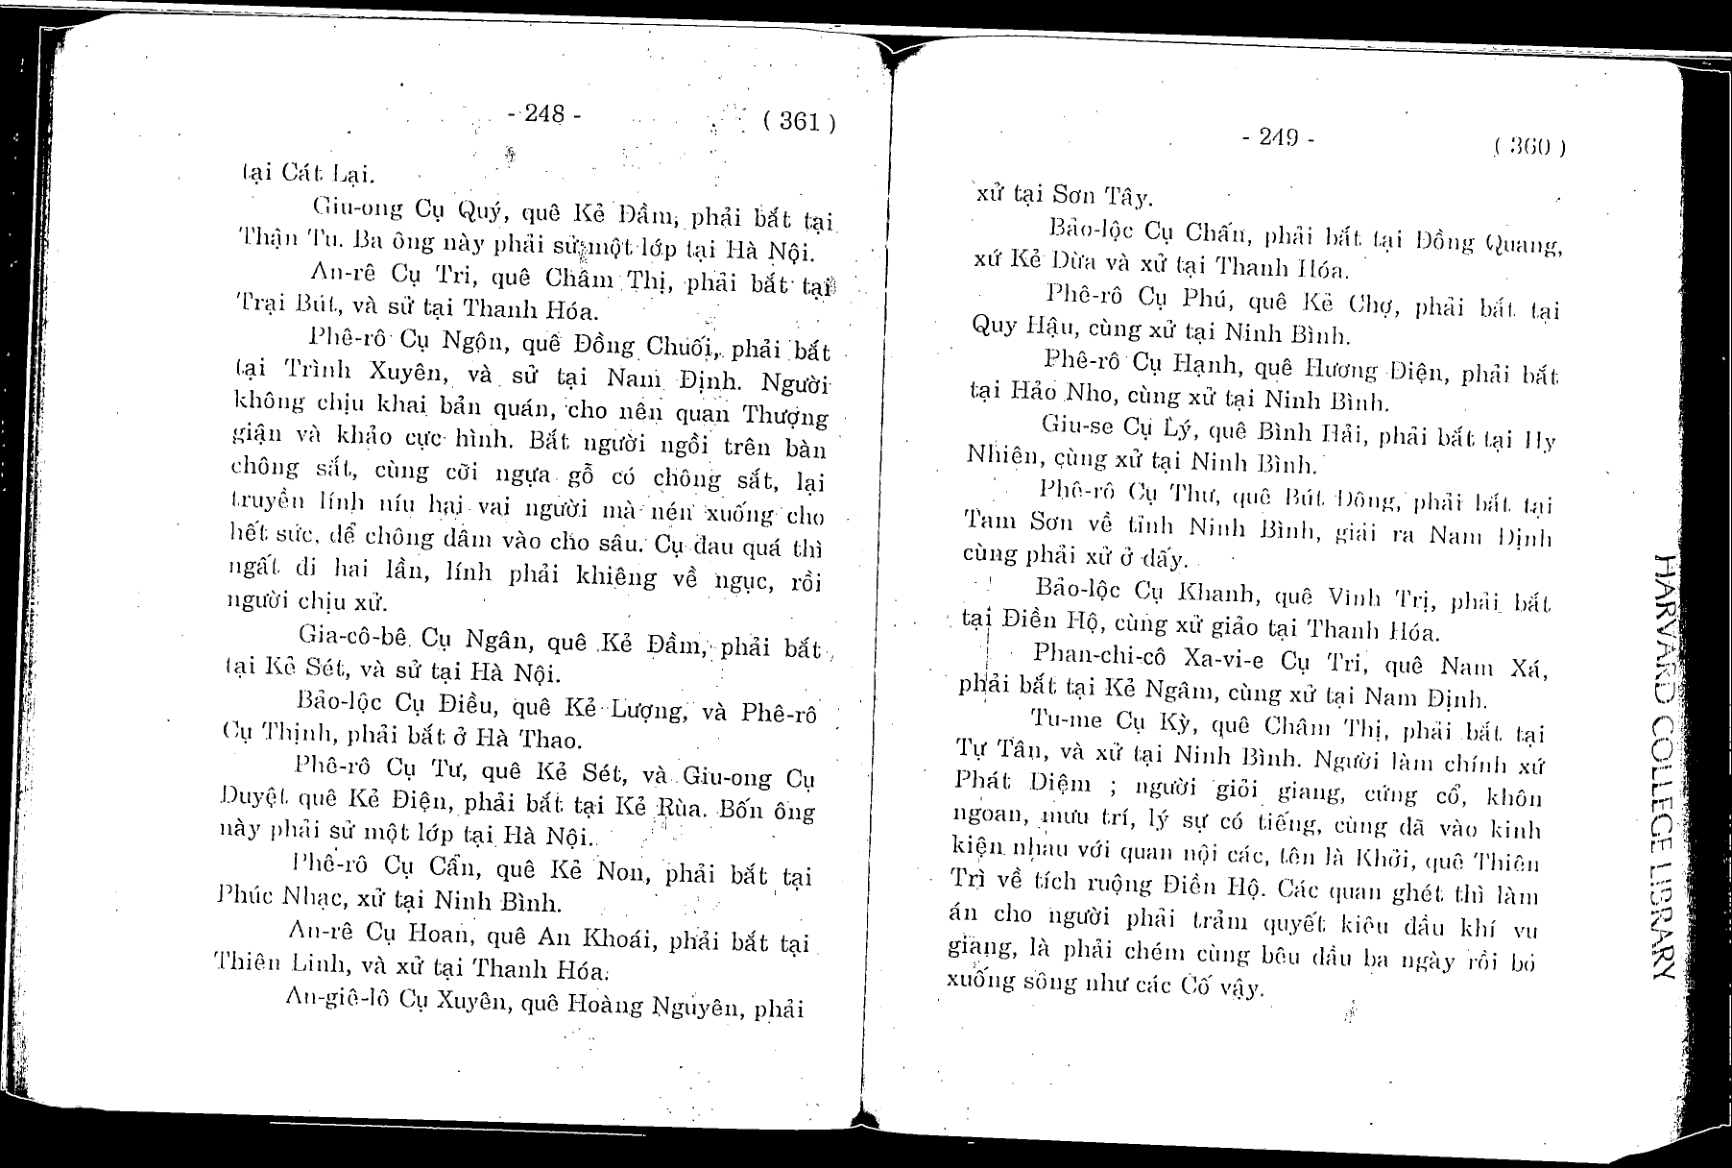 - 248 -
( 361 )
tại Cát Lại.
Giu-ong Cụ Quý, quê Kẻ Đầm, phải bắt tại
Thận Tu. Ba ông này phải sử một lớp tại Hà Nội.
An-rê Cụ Tri, quê Châm Thị, phải bắt tại
Trại Bút, và sử tại Thanh Hóa.
Phê-rô Cụ Ngôn, quê Đồng Chuối, phải bắt
tại Trình Xuyên, và sử tại Nam Định. Người
không chịu khai bản quán, cho nên quan Thượng
giận và khảo cực hình. Bắt người ngồi trên bàn
chông sắt, cùng cỡi ngựa gỗ có chông sắt, lại
truyền lính níu hai vai người mà nén xuống cho
hết sức, dể chông dâm vào cho sâu. Cụ đau quá thì
ngất di hai lần, lính phải khiêng về ngục, rồi
người chịu xử.
Gia-cô-bê Cụ Ngân, quê Kẻ Đầm, phải bắt
tại Kẻ Sét, và sử tại Hà Nội.
Bảo-lộc Cụ Điều, quê Kẻ Lượng, và Phê-rô
Cụ Thịnh, phải bắt ở Hà Thao.
Phê-rô Cụ Tư, quê Kẻ Sét, và Giu-ong Cụ
Duyệt quê Kẻ Điện, phải bắt tại Kẻ Rùa. Bốn ông
này phải sử một lớp tại Hà Nội.
Phê-rô Cụ Cẩn, quê Kẻ Non, phải bắt tại
Phúc Nhạc, xử tại Ninh Bình.
An-rê Cụ Hoan, quê An Khoái, phải bắt tại
Thiên Linh, và xử tại Thanh Hóa.
An-giê-lô Cụ Xuyên, quê Hoàng Nguyên, phải
- 249 -
( 360 )
xử tại Sơn Tây.
Bảo-lộc Cụ Chấn, phải bắt tại Đồng Quang,
xứ Kẻ Dừa và xử tại Thanh Hóa.
Phê-rô Cụ Phú, quê Kẻ Chợ, phải bắt tại
Quy Hậu, cùng xử tại Ninh Bình.
Phê-rô Cụ Hạnh, quê Hương Điện, phải bắt
tại Hảo Nho, cùng xử tại Ninh Bình.
Giu-se Cụ Lý, quê Bình Hải, phải bắt tại Hy
Nhiên, cùng xử tại Ninh Bình.
Phê-rô Cụ Thư, quê Bút Đông, phải bắt tại
Tam Sơn về tỉnh Ninh Bình, giải ra Nam Định
cùng phải xử ở dấy.
Bảo-lộc Cụ Khanh, quê Vĩnh Trị, phải bắt
tại Điền Hộ, cùng xử giảo tại Thanh Hóa.
Phan-chi-cô Xa-vi-e Cụ Tri, quê Nam Xá,
phải bắt tại Kẻ Ngâm, cùng xử tại Nam Định.
Tu-me Cụ Kỳ, quê Châm Thị, phải bắt tại
Tự Tân, và xử tại Ninh Bình. Người làm chính xứ
Phát Diệm ; người giỏi giang, cứng cổ, khôn
ngoan, mưu trí, lý sự có tiếng, cùng dã vào kinh
kiện nhau với quan nội các, tên là Khởi, quê Thiên
Trì về tích ruộng Điền Hộ. Các quan ghét thì làm
án cho người phải trảm quyết kiêu đầu khí vu
giang, là phải chém cùng bêu dầu ba ngày rồi bỏ
xuống sông như các Cố vậy.
HARVARD COLLEGE LIBRARY